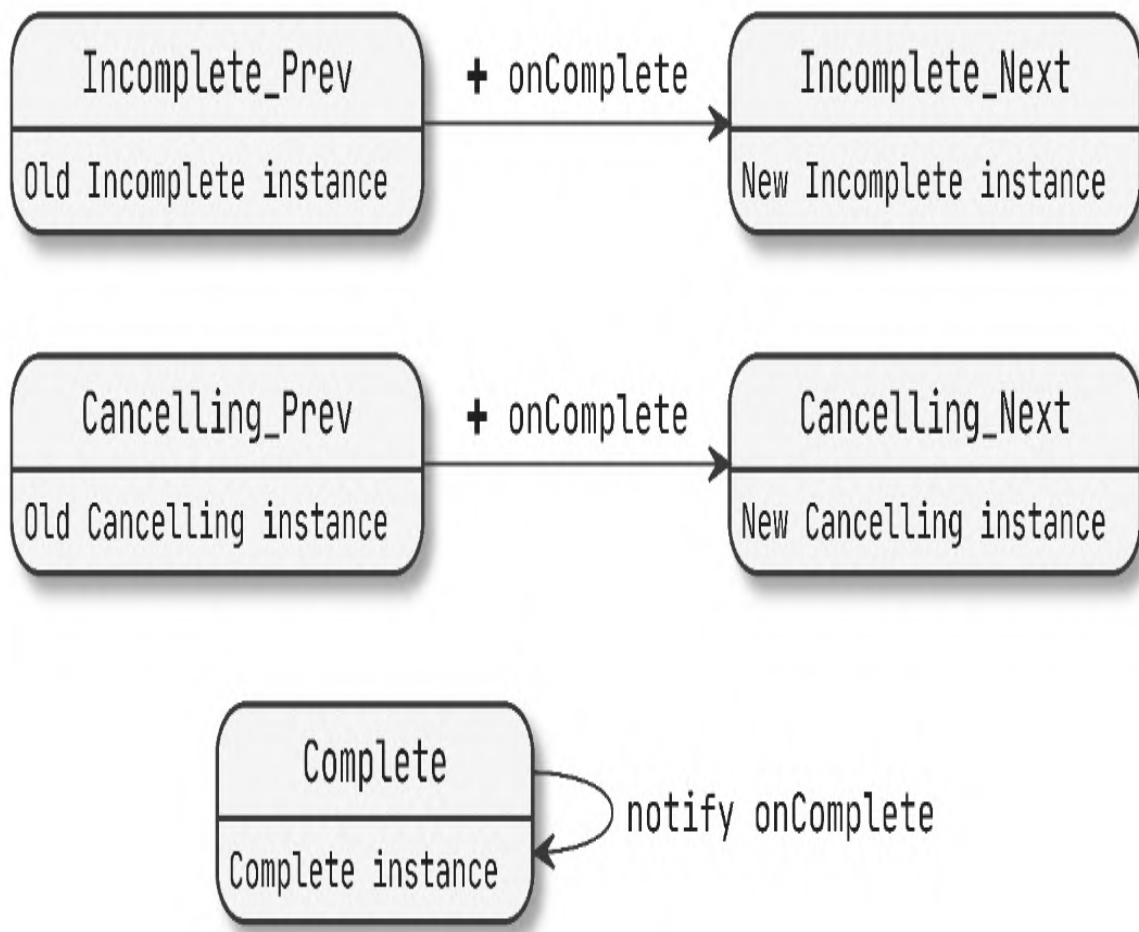 Incomplete_Prev
+ onComplete
Incomplete_Next
Old Incomplete instance
New Incomplete instance
Cancelling_Prev
+ onComplete
Cancelling_Next
Old Cancelling instance
New Cancelling instance
Complete
notify onComplete
Complete instance